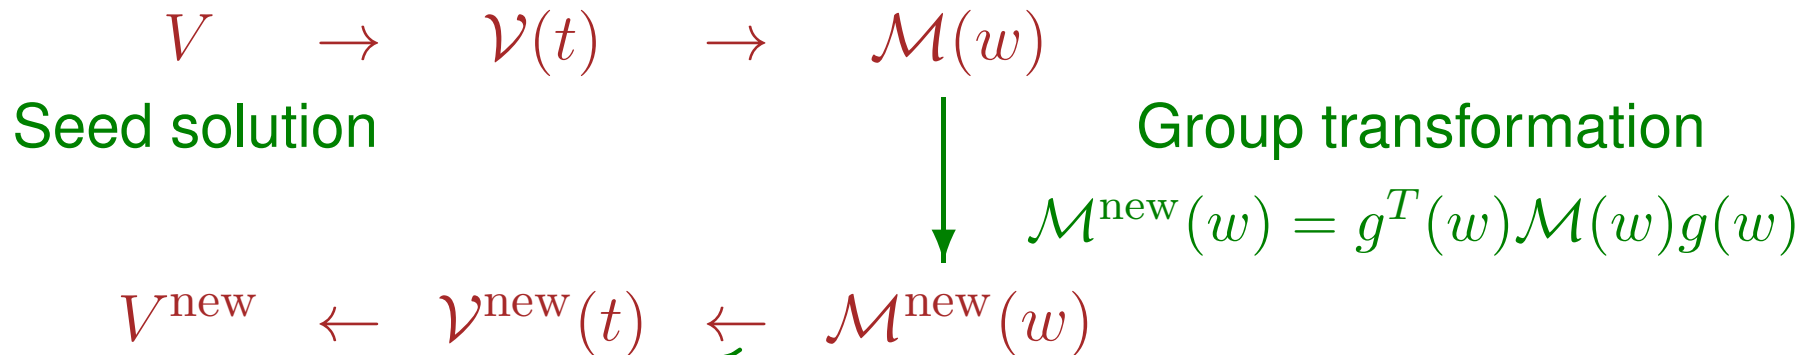 V → 𝒱(t) → ℳ(w)
Seed solution Group transformation
ℳ^new(w) = g^T(w)ℳ(w)g(w)
V^new ← 𝒱^new(t) ← ℳ^new(w)